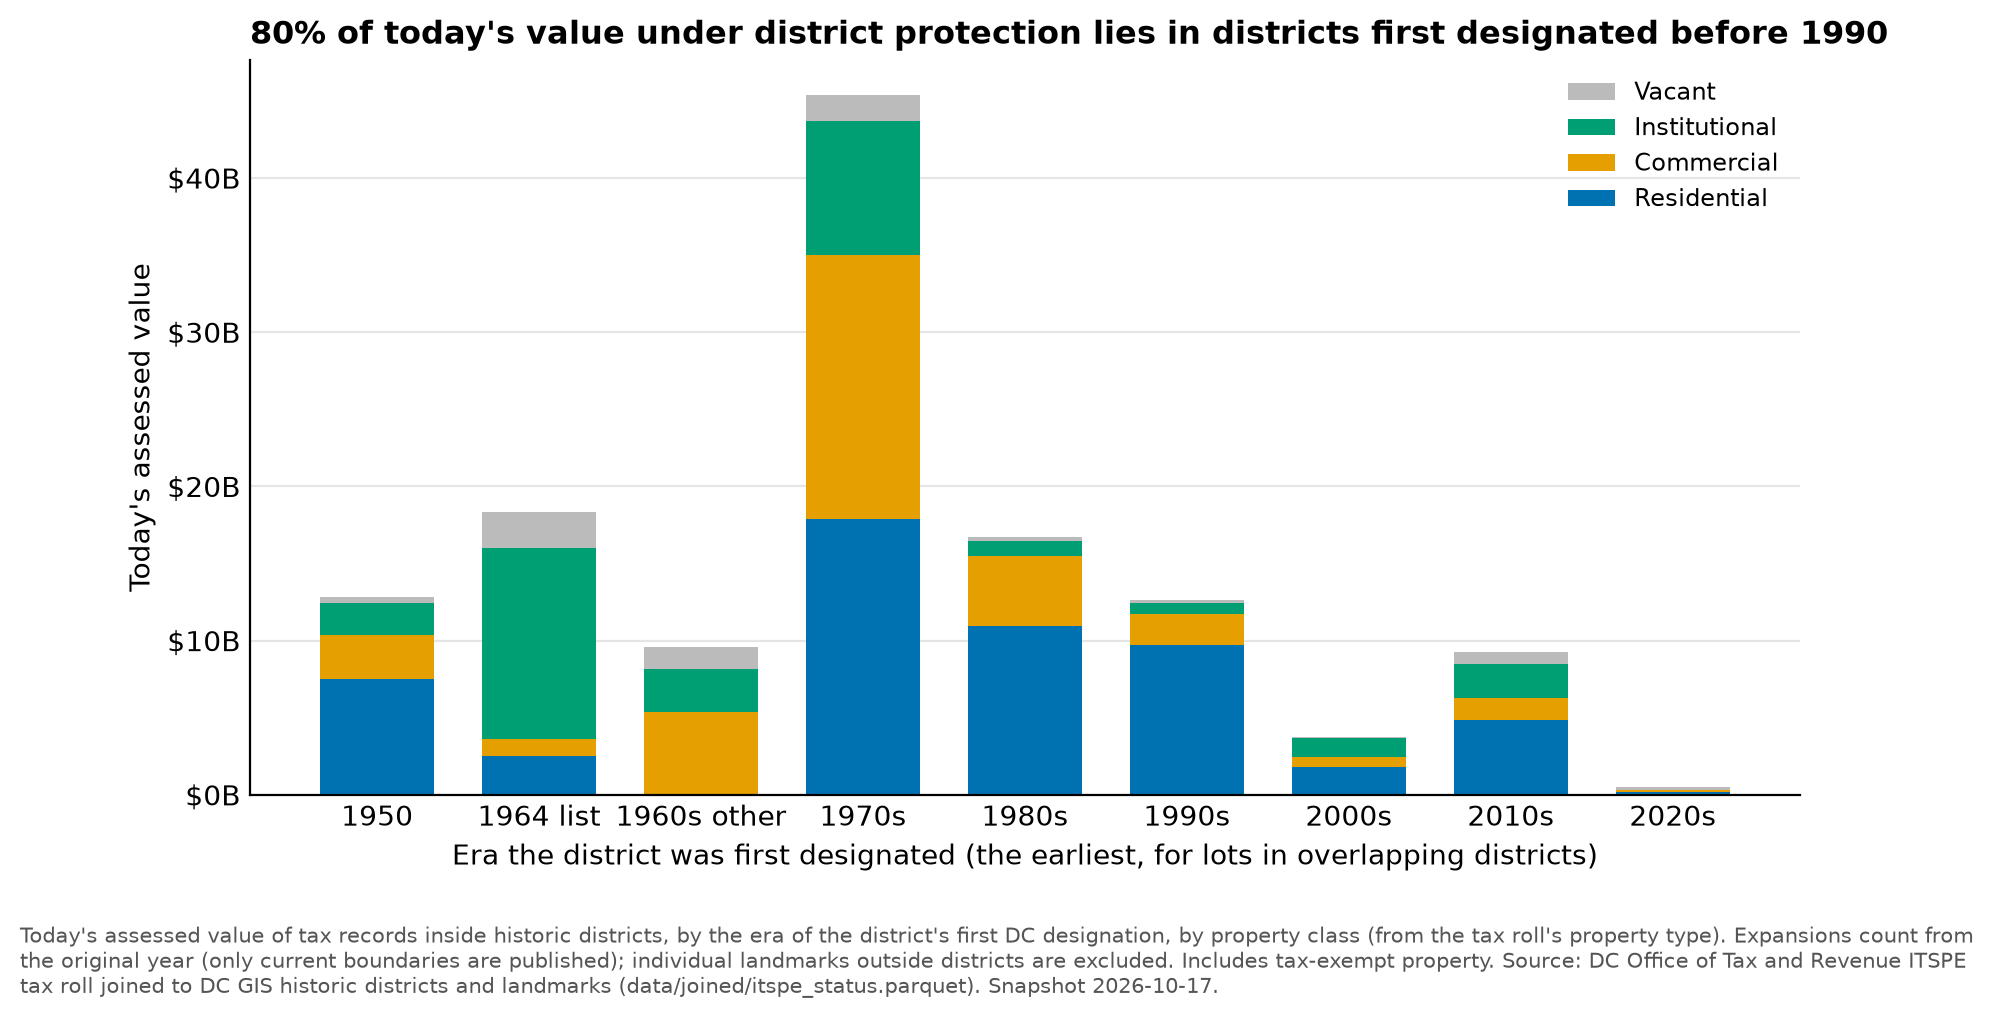 80% of today's value under district protection lies in districts first designated before 1990
Vacant
Institutional
Commercial
Residential
Today's assessed value
$40B
$30B
$20B
$10B
$0B
1950
1964 list
1960s other
1970s
1980s
1990s
2000s
2010s
2020s
Era the district was first designated (the earliest, for lots in overlapping districts)
Today's assessed value of tax records inside historic districts, by the era of the district's first DC designation, by property class (from the tax roll's property type). Expansions count from
the original year (only current boundaries are published); individual landmarks outside districts are excluded. Includes tax-exempt property. Source: DC Office of Tax and Revenue ITSPE
tax roll joined to DC GIS historic districts and landmarks (data/joined/itspe_status.parquet). Snapshot 2026-10-17.